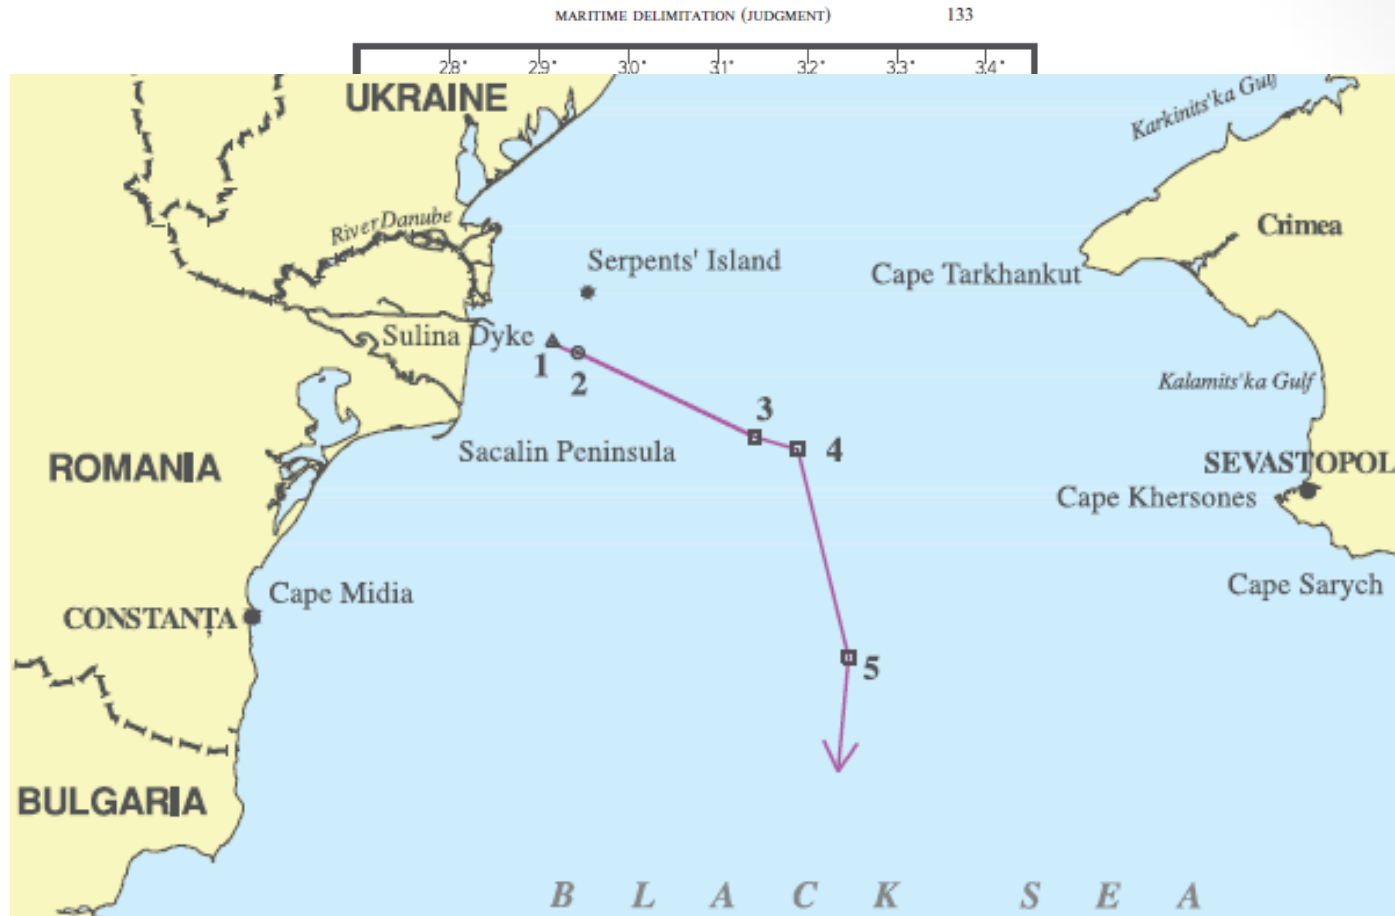 MARITIME DELIMITATION (JUDGMENT) 133
28° 29° 30° 31° 32° 33° 34°
UKRAINE
Karkinits'ka Gulf
River Danube
Crimea
Serpents' Island
Cape Tarkhankut
Sulina Dyke
1
2
Kalamits'ka Gulf
3
4
Sacalin Peninsula
ROMANIA
SEVASTOPOL
Cape Khersones
Cape Midia
Cape Sarych
CONSTANȚA
5
BULGARIA
BLACK SEA